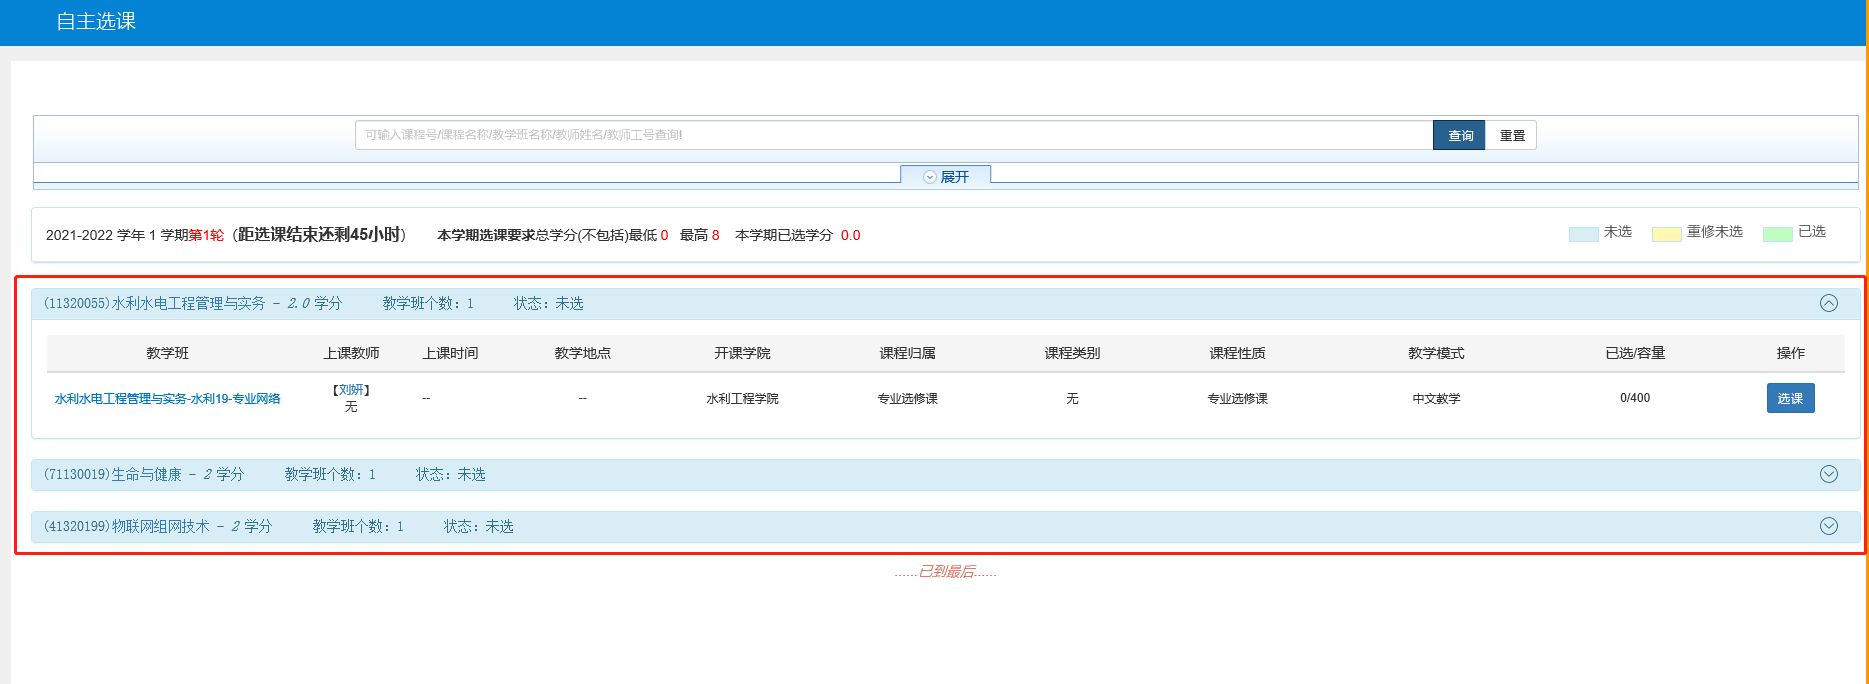 自主选课
可输入课程号/课程名称/教学班名称/教师姓名/教师工号查询! 查询 重置
展开
2021-2022 学年 1 学期第1轮（距选课结束还剩45小时） 本学期选课要求总学分(不包括)最低 0 最高 8 本学期已选学分 0.0 未选 重修未选 已选
(11320055)水利水电工程管理与实务 - 2.0 学分 教学班个数：1 状态：未选
教学班 上课教师 上课时间 教学地点 开课学院 课程归属 课程类别 课程性质 教学模式 已选/容量 操作
水利水电工程管理与实务-水利19-专业网络 【刘妍】 -- -- 水利工程学院 专业选修课 无 专业选修课 中文教学 0/400 选课
无
(71130019)生命与健康 - 2 学分 教学班个数：1 状态：未选
(41320199)物联网组网技术 - 2 学分 教学班个数：1 状态：未选
......已到最后......